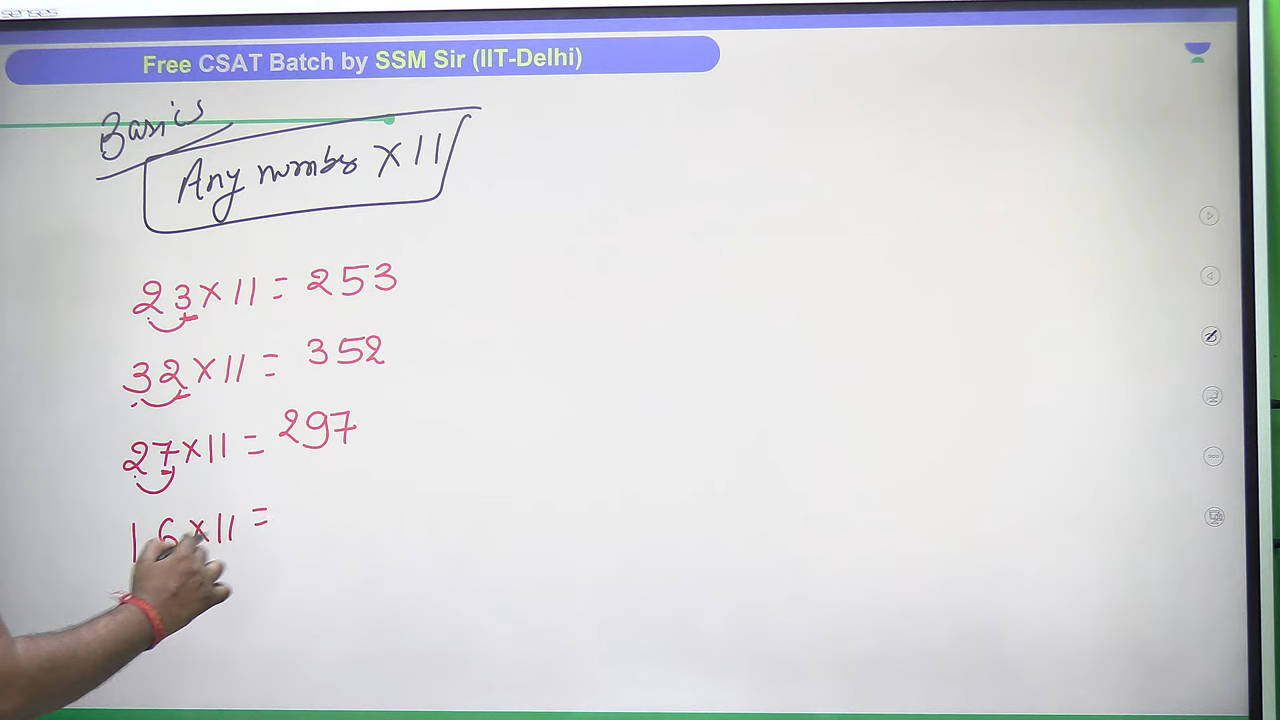 senses
Free CSAT Batch by SSM Sir (IIT-Delhi)
Basics
Any number × 11
23 × 11 = 253
32 × 11 = 352
27 × 11 = 297
16 × 11 =